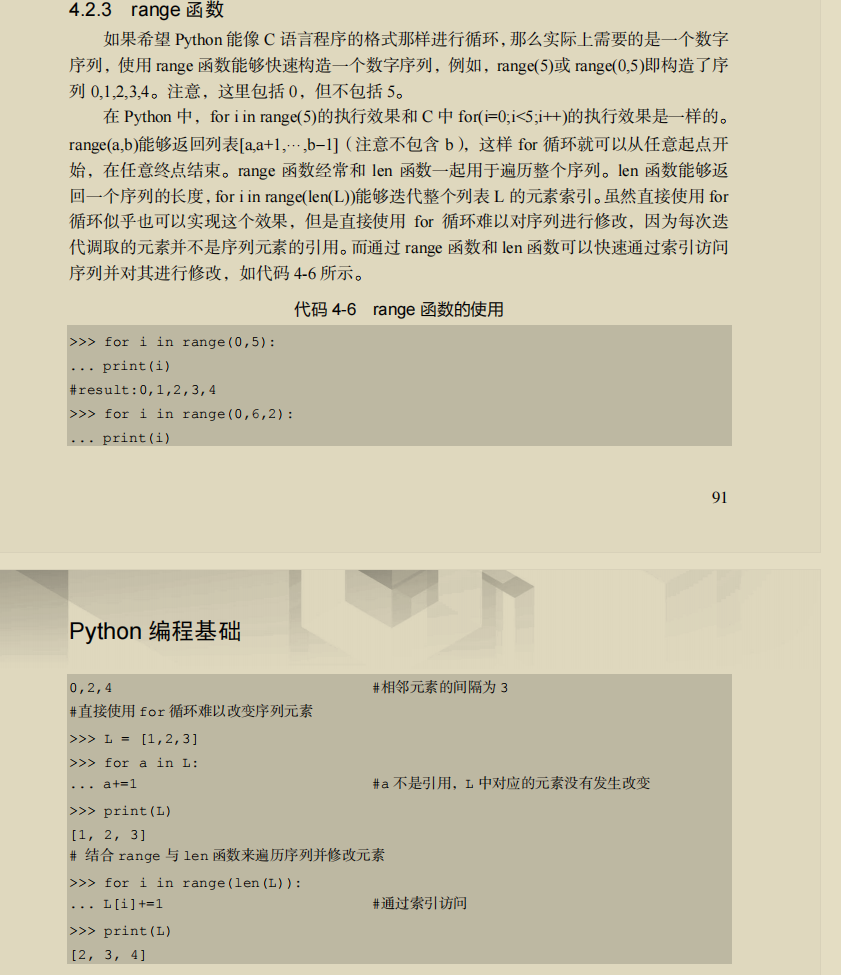 4.2.3 range 函数
如果希望 Python 能像 C 语言程序的格式那样进行循环，那么实际上需要的是一个数字
序列，使用 range 函数能够快速构造一个数字序列，例如，range(5)或 range(0,5)即构造了序
列 0,1,2,3,4。注意，这里包括 0，但不包括 5。
在 Python 中，for i in range(5)的执行效果和 C 中 for(i=0;i<5;i++)的执行效果是一样的。
range(a,b)能够返回列表[a,a+1,…,b−1]（注意不包含 b），这样 for 循环就可以从任意起点开
始，在任意终点结束。range 函数经常和 len 函数一起用于遍历整个序列。len 函数能够返
回一个序列的长度，for i in range(len(L))能够迭代整个列表 L 的元素索引。虽然直接使用 for
循环似乎也可以实现这个效果，但是直接使用 for 循环难以对序列进行修改，因为每次迭
代调取的元素并不是序列元素的引用。而通过 range 函数和 len 函数可以快速通过索引访问
序列并对其进行修改，如代码 4-6 所示。
代码 4-6 range 函数的使用
>>> for i in range(0,5):
... print(i)
#result:0,1,2,3,4
>>> for i in range(0,6,2):
... print(i)
91
Python 编程基础
0,2,4 #相邻元素的间隔为 3
#直接使用 for 循环难以改变序列元素
>>> L = [1,2,3]
>>> for a in L:
... a+=1 #a 不是引用，L 中对应的元素没有发生改变
>>> print(L)
[1, 2, 3]
# 结合 range 与 len 函数来遍历序列并修改元素
>>> for i in range(len(L)):
... L[i]+=1 #通过索引访问
>>> print(L)
[2, 3, 4]